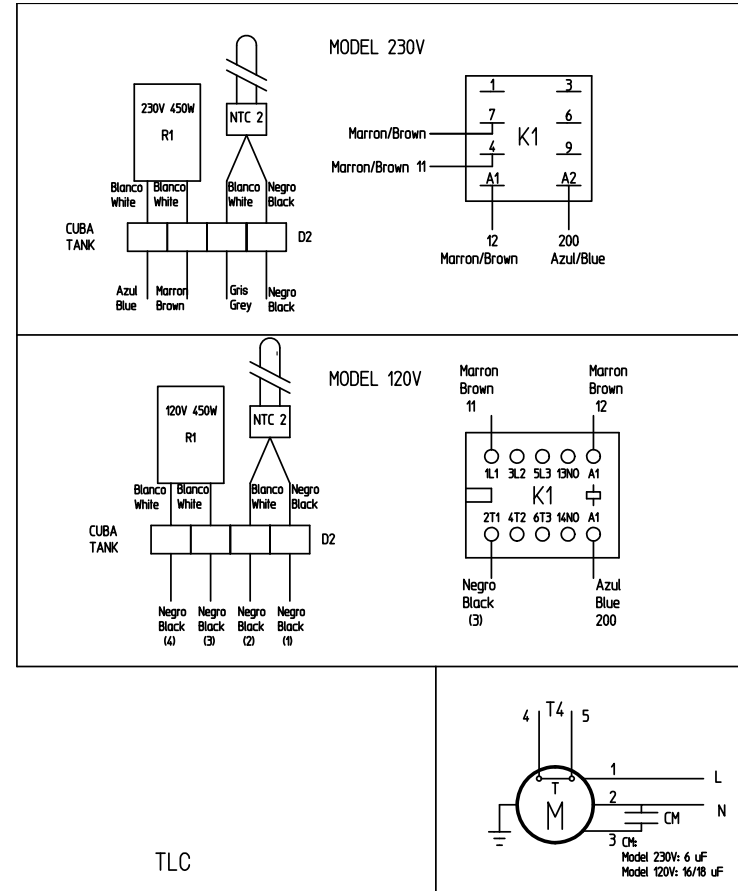 MODEL 230V
230V 450W
R1
NTC 2
Blanco
White
Blanco
White
Blanco
White
Negro
Black
CUBA
TANK
D2
Azul
Blue
Marron
Brown
Gris
Grey
Negro
Black
1
3
7
6
K1
4
9
A1
A2
Marron/Brown
Marron/Brown 11
12
Marron/Brown
200
Azul/Blue
MODEL 120V
120V 450W
R1
NTC 2
Blanco
White
Blanco
White
Blanco
White
Negro
Black
CUBA
TANK
D2
Negro
Black
(4)
Negro
Black
(3)
Negro
Black
(2)
Negro
Black
(1)
Marron
Brown
11
Marron
Brown
12
1L1 3L2 5L3 13NO A1
K1
2T1 4T2 6T3 14NO A1
Negro
Black
(3)
Azul
Blue
200
TLC
4 T4 5
T
M
1
L
2
N
CM
3
CM:
Model 230V: 6 uF
Model 120V: 16/18 uF